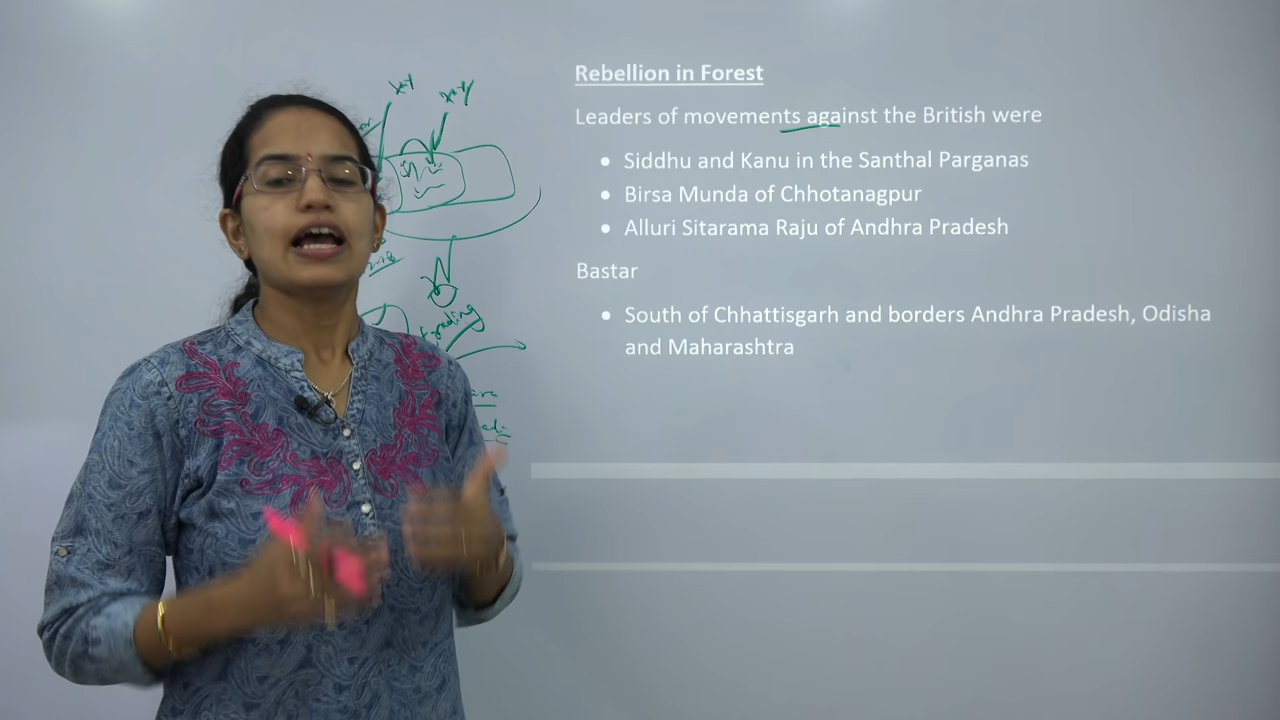 Rebellion in Forest
Leaders of movements against the British were
• Siddhu and Kanu in the Santhal Parganas
• Birsa Munda of Chhotanagpur
• Alluri Sitarama Raju of Andhra Pradesh
Bastar
• South of Chhattisgarh and borders Andhra Pradesh, Odisha
and Maharashtra